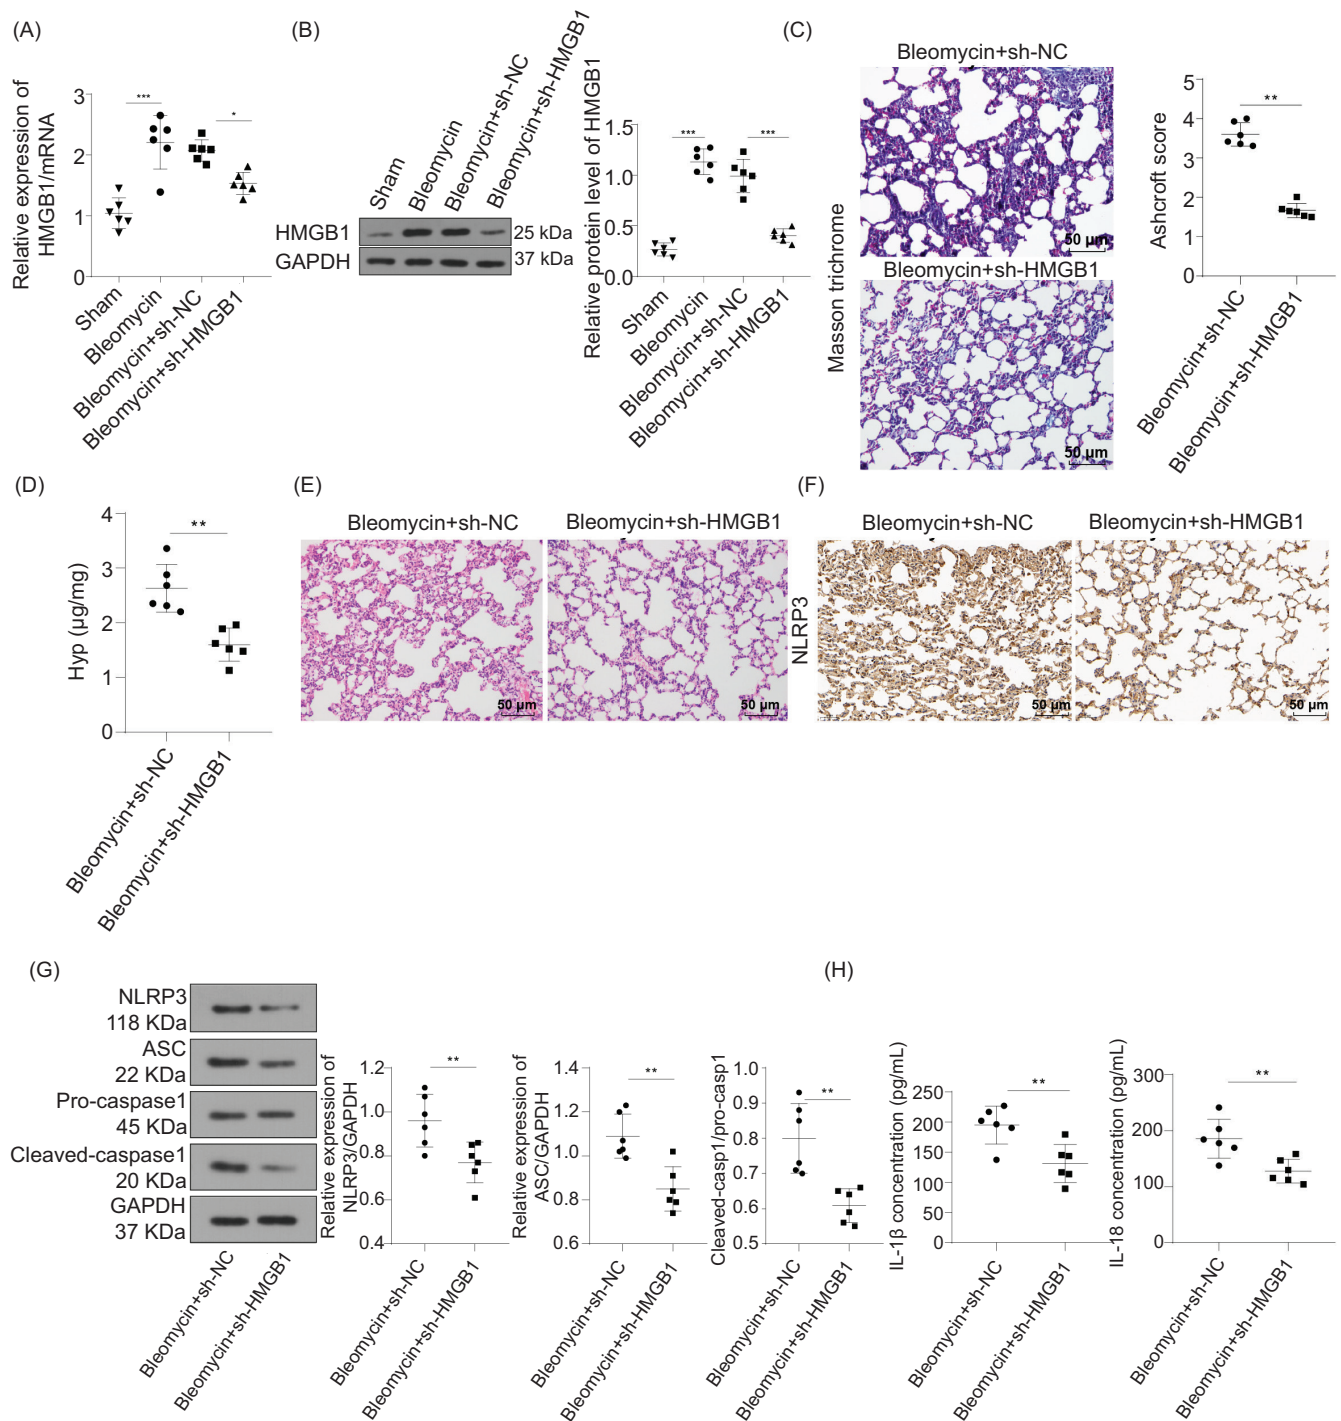 (A)
Relative expression of
HMGB1/mRNA
3
2
1
0
***
*
Sham
Bleomycin
Bleomycin+sh-NC
Bleomycin+sh-HMGB1
(B)
Sham
Bleomycin
Bleomycin+sh-NC
Bleomycin+sh-HMGB1
HMGB1
25 kDa
GAPDH
37 kDa
Relative protein level of HMGB1
1.5
1.0
0.5
0.0
***
***
Sham
Bleomycin
Bleomycin+sh-NC
Bleomycin+sh-HMGB1
(C)
Masson trichrome
Bleomycin+sh-NC
50 µm
Bleomycin+sh-HMGB1
50 µm
Ashcroft score
5
4
3
2
1
0
**
Bleomycin+sh-NC
Bleomycin+sh-HMGB1
(D)
Hyp (µg/mg)
4
3
2
1
0
**
Bleomycin+sh-NC
Bleomycin+sh-HMGB1
(E)
Bleomycin+sh-NC
Bleomycin+sh-HMGB1
50 µm
50 µm
(F)
Bleomycin+sh-NC
Bleomycin+sh-HMGB1
NLRP3
50 µm
50 µm
(G)
NLRP3
118 KDa
ASC
22 KDa
Pro-caspase1
45 KDa
Cleaved-caspase1
20 KDa
GAPDH
37 KDa
Bleomycin+sh-NC
Bleomycin+sh-HMGB1
Relative expression of
NLRP3/GAPDH
1.2
1.0
0.8
0.6
0.4
**
Bleomycin+sh-NC
Bleomycin+sh-HMGB1
Relative expression of
ASC/GAPDH
1.4
1.2
1.0
0.8
0.6
**
Bleomycin+sh-NC
Bleomycin+sh-HMGB1
Cleaved-casp1/pro-casp1
0.9
0.8
0.7
0.6
0.5
**
Bleomycin+sh-NC
Bleomycin+sh-HMGB1
(H)
IL-1β concentration (pg/mL)
250
200
150
100
50
0
**
Bleomycin+sh-NC
Bleomycin+sh-HMGB1
IL-18 concentration (pg/mL)
300
200
100
0
**
Bleomycin+sh-NC
Bleomycin+sh-HMGB1